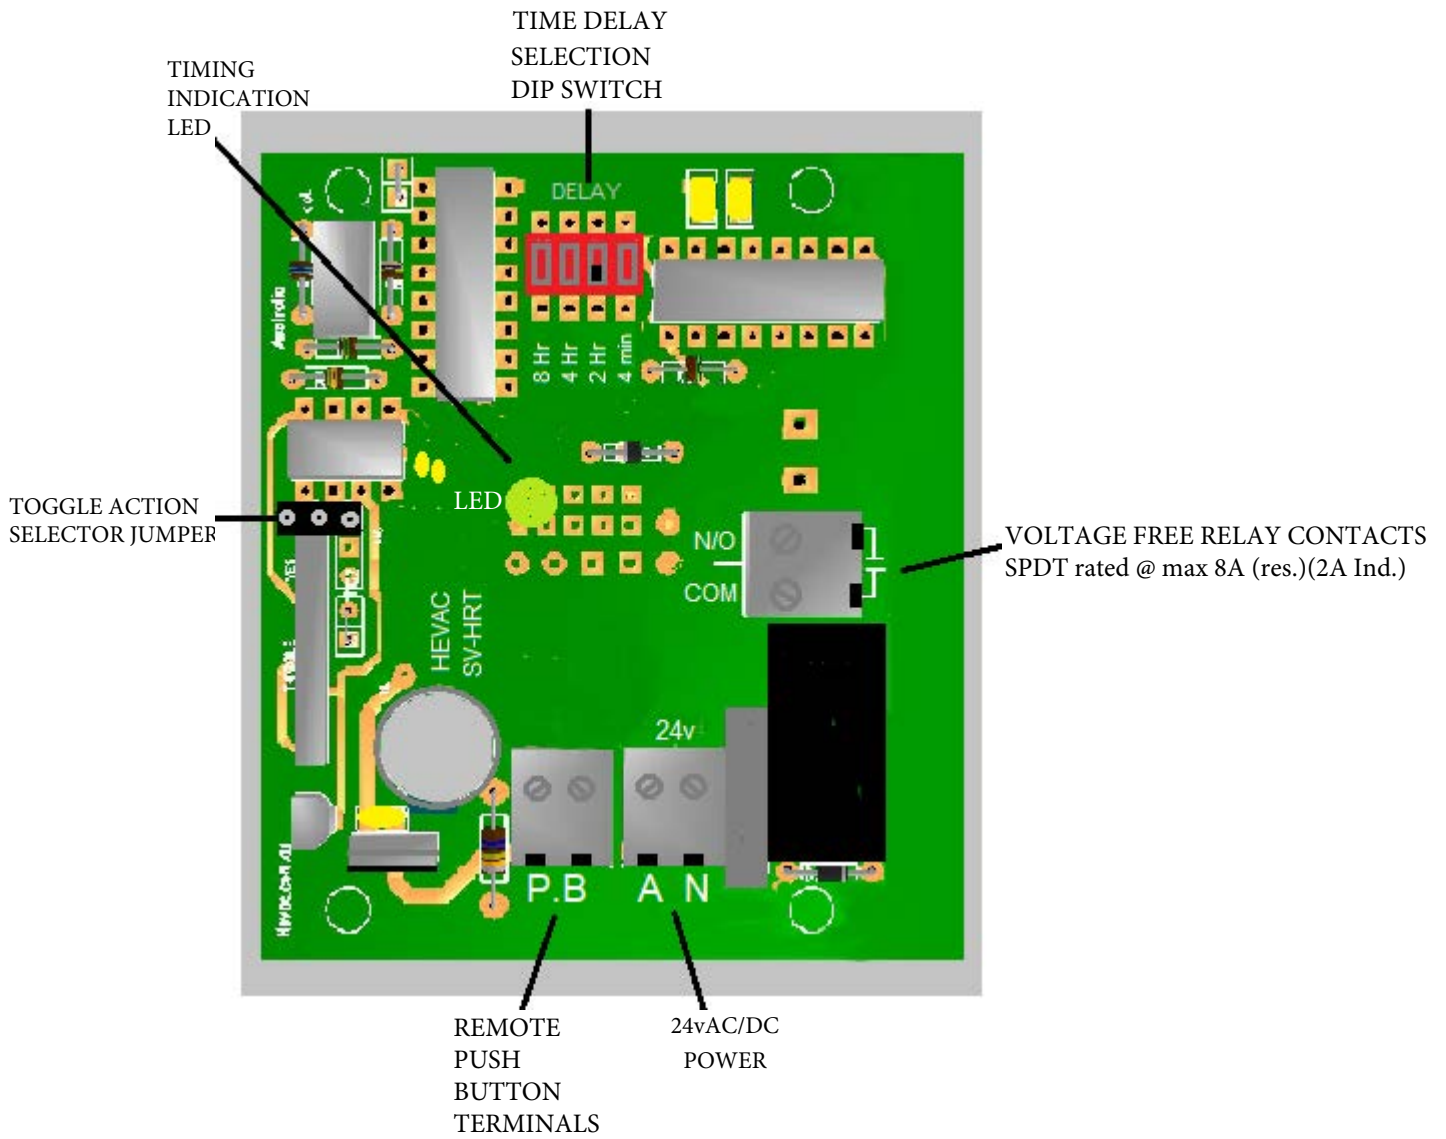 TIME DELAY
SELECTION
DIP SWITCH
TIMING
INDICATION
LED
DELAY
8 Hr
4 Hr
2 Hr
4 min
Australia
LED
TOGGLE ACTION
SELECTOR JUMPER
YES
N/O
COM
VOLTAGE FREE RELAY CONTACTS
SPDT rated @ max 8A (res.)(2A Ind.)
HEVAC
SV-HRT
24v
P.B
A N
REMOTE
PUSH
BUTTON
TERMINALS
24vAC/DC
POWER